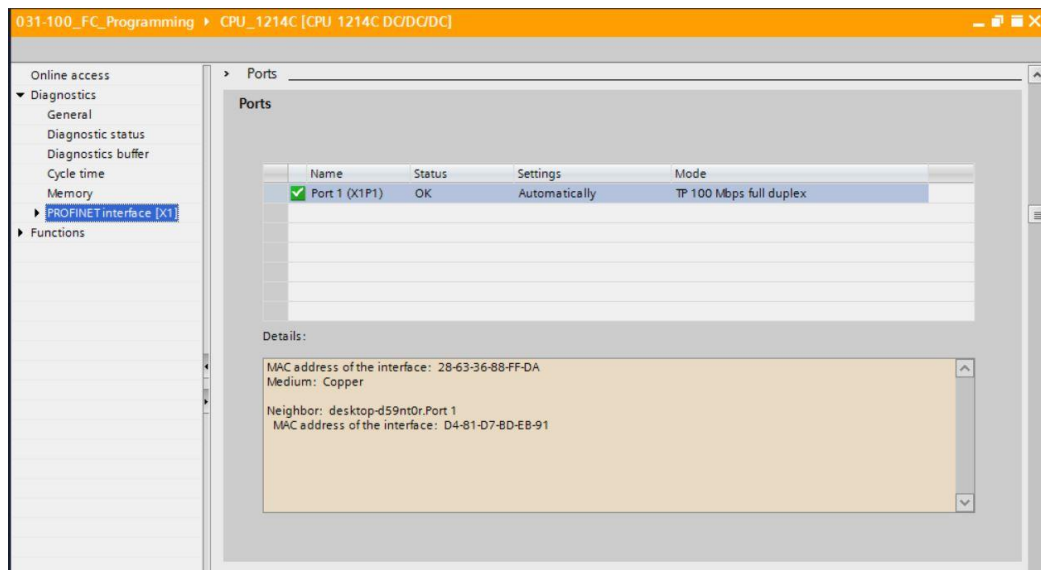 031-100_FC_Programming ▸ CPU_1214C [CPU 1214C DC/DC/DC]
Online access
Diagnostics
General
Diagnostic status
Diagnostics buffer
Cycle time
Memory
PROFINET interface [X1]
Functions
Ports
Ports
Name Status Settings Mode
Port 1 (X1P1) OK Automatically TP 100 Mbps full duplex
Details:
MAC address of the interface: 28-63-36-88-FF-DA
Medium: Copper
Neighbor: desktop-d59nt0r.Port 1
MAC address of the interface: D4-81-D7-BD-EB-91